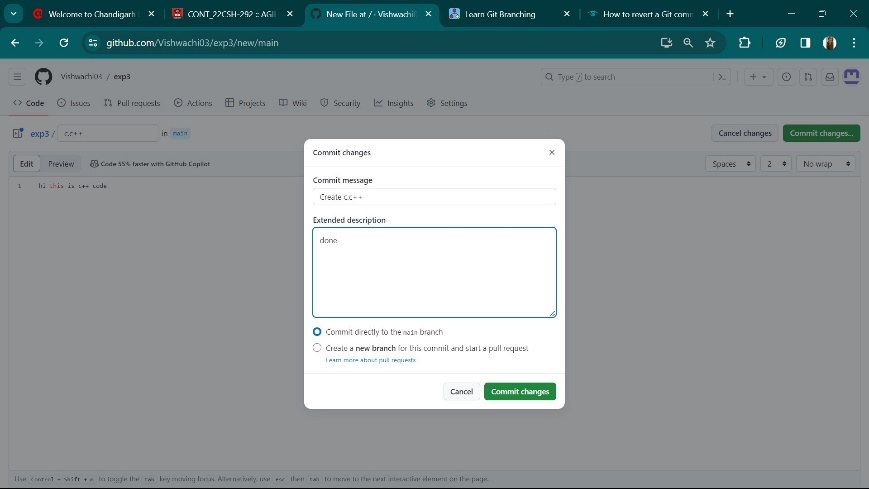 Welcome to Chandigarh
CONT_22CSH-292 :: AGIL
New File at / · Vishwachi0
Learn Git Branching
How to revert a Git comm
github.com/Vishwachi03/exp3/new/main
Vishwachi03 / exp3
Type / to search
Code
Issues
Pull requests
Actions
Projects
Wiki
Security
Insights
Settings
exp3 /
c.c++
in main
Cancel changes
Commit changes...
Edit
Preview
Code 55% faster with GitHub Copilot
Spaces
2
No wrap
1 hi this is c++ code
Commit changes
Commit message
Create c.c++
Extended description
done
Commit directly to the main branch
Create a new branch for this commit and start a pull request
Learn more about pull requests
Cancel
Commit changes
Use Control + Shift + m to toggle the tab key moving focus. Alternatively, use esc then tab to move to the next interactive element on the page.